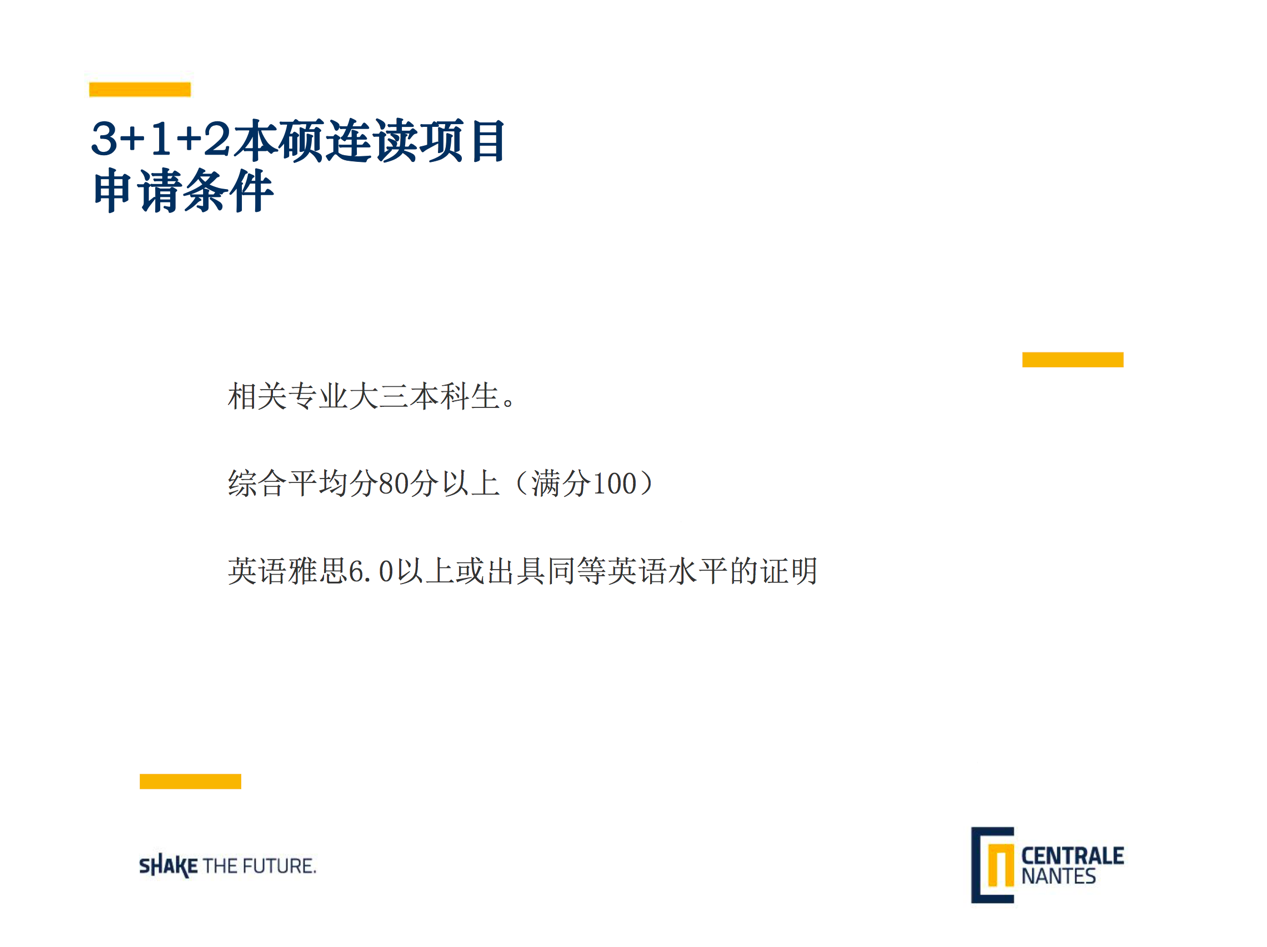 3+1+2本硕连读项目
申请条件
相关专业大三本科生。
综合平均分80分以上（满分100）
英语雅思6.0以上或出具同等英语水平的证明
SHAKE THE FUTURE.
CENTRALE
NANTES